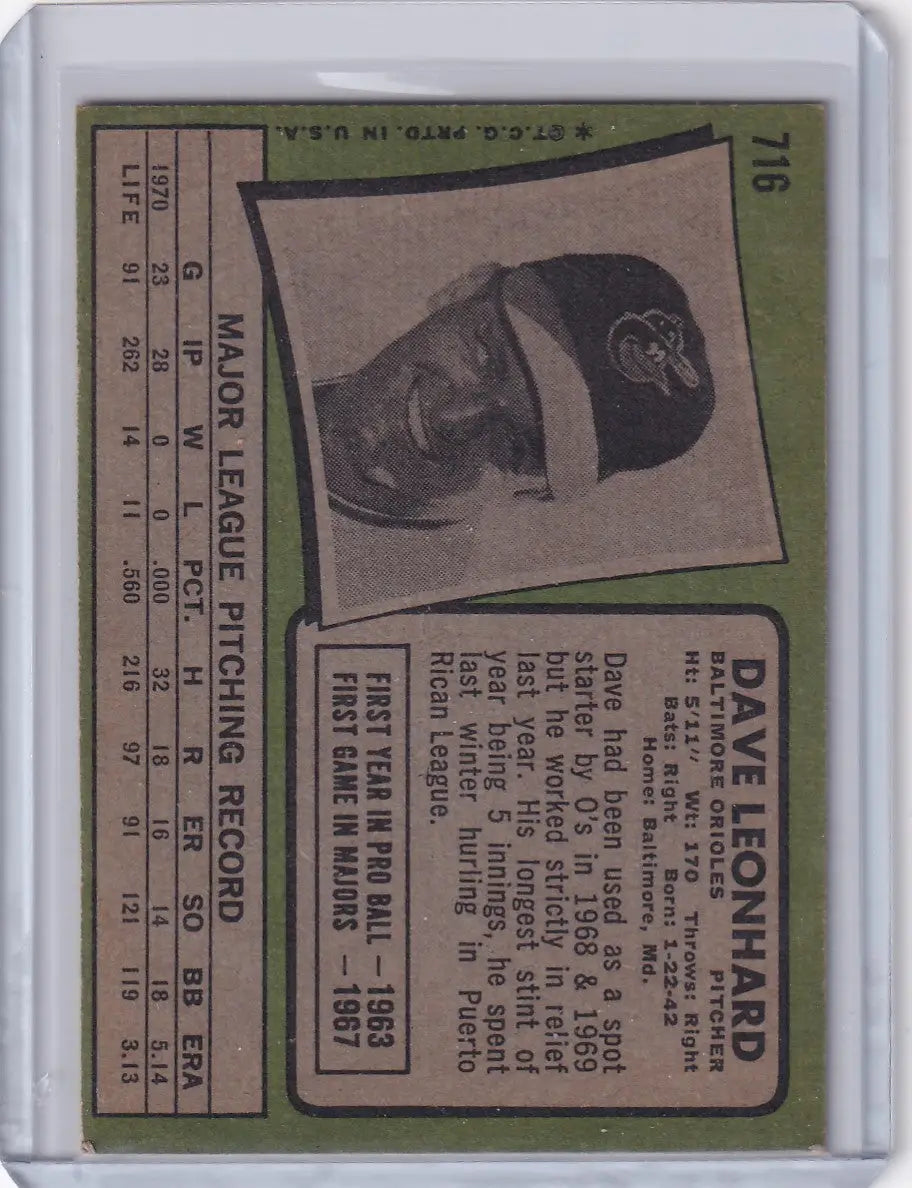 716
* © T.C.G. PRTD. IN U.S.A.
DAVE LEONHARD
BALTIMORE ORIOLES PITCHER
Ht: 5'11" Wt: 170 Throws: Right
Bats: Right Born: 1-22-42
Home: Baltimore, Md.
Dave had been used as a spot
starter by O's in 1968 & 1969
but he worked strictly in relief
last year. His longest stint of
year being 5 innings, he spent
last winter hurling in Puerto
Rican League.
FIRST YEAR IN PRO BALL — 1963
FIRST GAME IN MAJORS — 1967
MAJOR LEAGUE PITCHING RECORD
G IP W L PCT. H R ER SO BB ERA
1970 23 28 0 0 .000 32 18 16 14 18 5.14
LIFE 91 262 14 11 .560 216 97 91 121 119 3.13